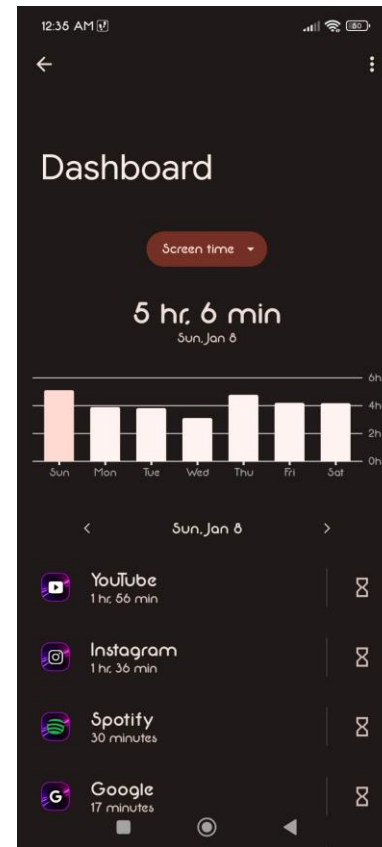 12:35 AM
60
Dashboard
Screen time
5 hr, 6 min
Sun, Jan 8
6h
4h
2h
0h
Sun Mon Tue Wed Thu Fri Sat
Sun, Jan 8
YouTube
1 hr, 56 min
Instagram
1 hr, 36 min
Spotify
30 minutes
G
Google
17 minutes